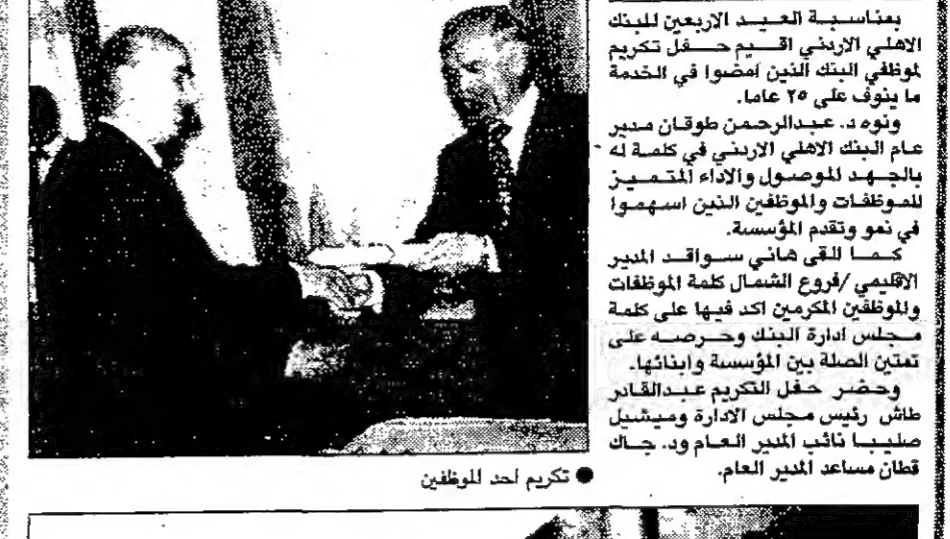 بمناسبة العيد الاربعين للبنك
الاهلي الاردني اقيم حفل تكريم
لموظفي البنك الذين امضوا في الخدمة
ما ينوف على ٢٥ عاما.
ونوه د. عبدالرحمن طوقان مدير
عام البنك الاهلي الاردني في كلمة له
بالجهد الموصول والاداء المتميز
للموظفات والموظفين الذين اسهموا
في نمو وتقدم المؤسسة.
كما القى هاني سواقد المدير
الاقليمي /فروع الشمال كلمة الموظفات
والموظفين المكرمين اكد فيها على كلمة
مجلس ادارة البنك وحرصه على
تمتين الصلة بين المؤسسة وابنائها.
وحضر حفل التكريم عبدالقادر
طاش رئيس مجلس الادارة وميشيل
صليبا نائب المدير العام ود. جاك
قطان مساعد المدير العام.
● تكريم احد الموظفين